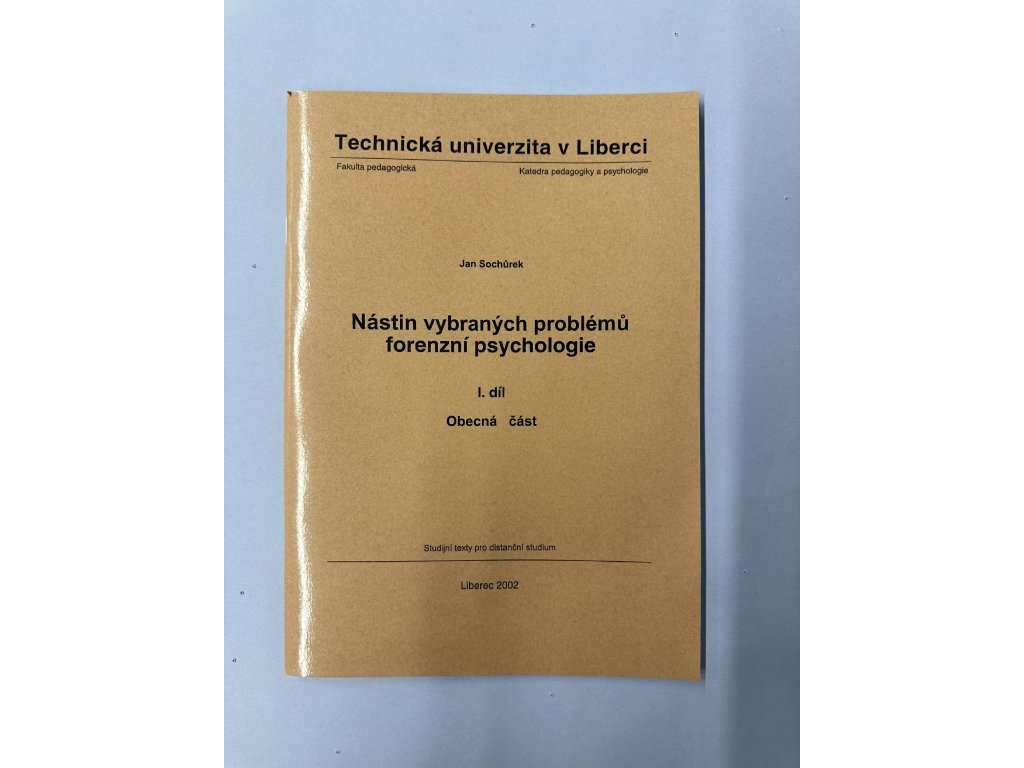 Technická univerzita v Liberci
Fakulta pedagogická Katedra pedagogiky a psychologie
Jan Sochůrek
Nástin vybraných problémů
forenzní psychologie
I. díl
Obecná část
Studijní texty pro distanční studium
Liberec 2002